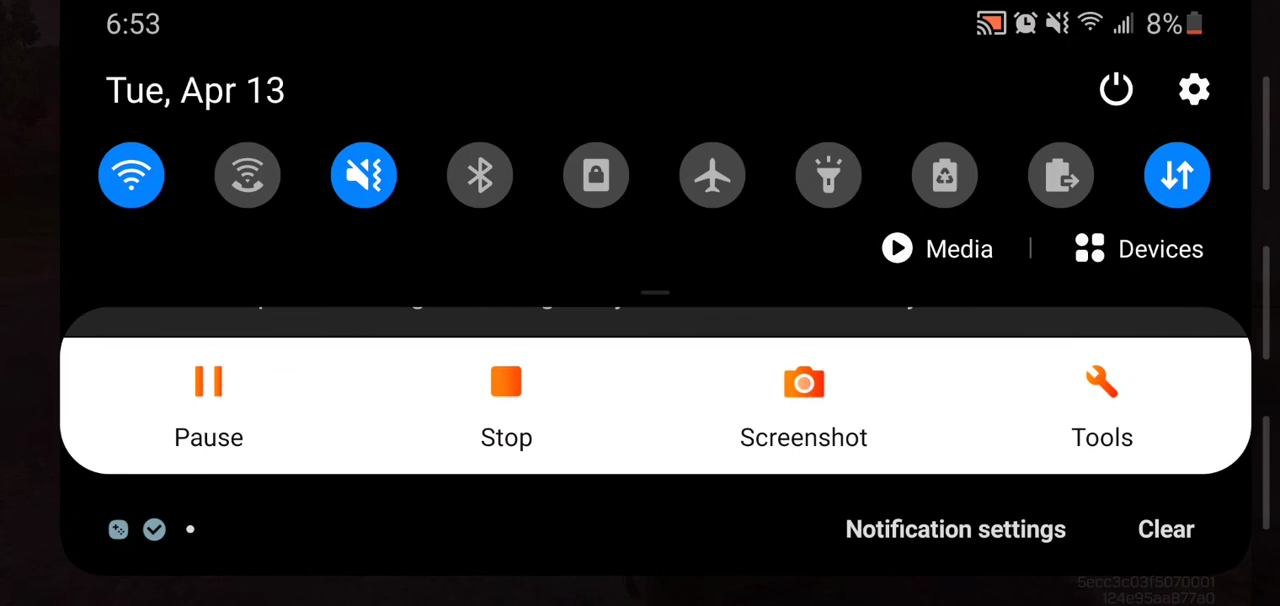 6:53
8%
Tue, Apr 13
Media | Devices
Pause Stop Screenshot Tools
Notification settings Clear
5ecc3c03f5070001
124e95aa877a0